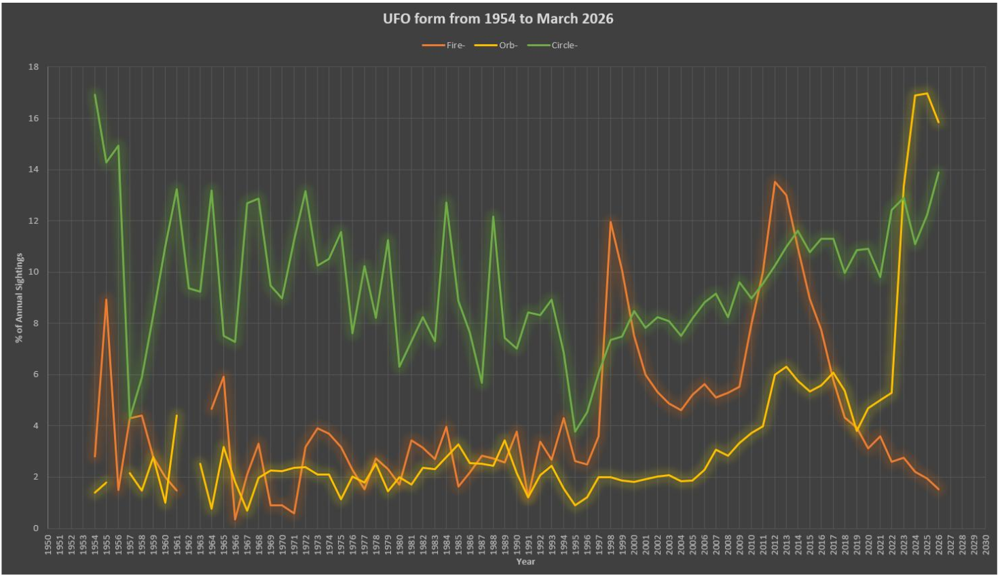 UFO form from 1954 to March 2026
Fire- Orb- Circle-
18
16
14
12
10
8
6
4
2
0
% of Annual Sightings
1950 1951 1952 1953 1954 1955 1956 1957 1958 1959 1960 1961 1962 1963 1964 1965 1966 1967 1968 1969 1970 1971 1972 1973 1974 1975 1976 1977 1978 1979 1980 1981 1982 1983 1984 1985 1986 1987 1988 1989 1990 1991 1992 1993 1994 1995 1996 1997 1998 1999 2000 2001 2002 2003 2004 2005 2006 2007 2008 2009 2010 2011 2012 2013 2014 2015 2016 2017 2018 2019 2020 2021 2022 2023 2024 2025 2026 2027 2028 2029 2030
Year